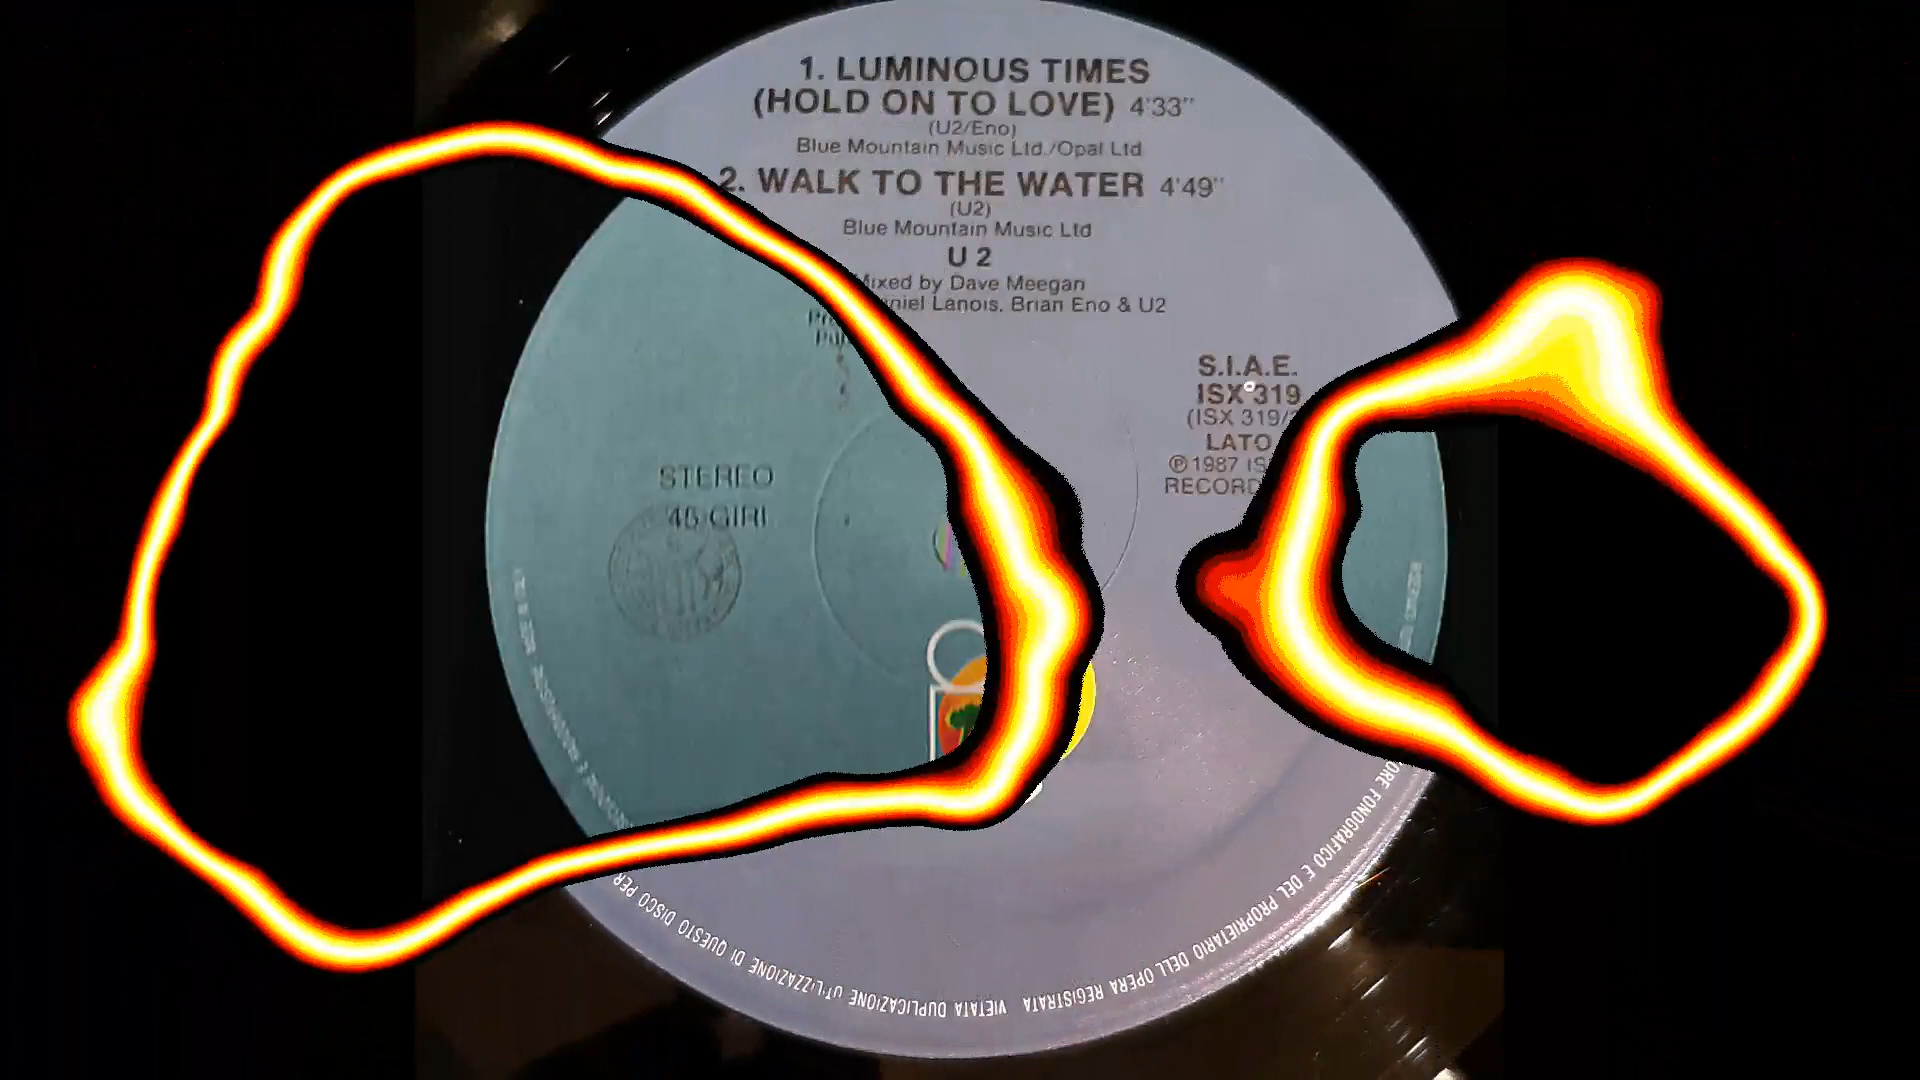 1. LUMINOUS TIMES
(HOLD ON TO LOVE) 4'33"
(U2/Eno)
Blue Mountain Music Ltd./Opal Ltd
2. WALK TO THE WATER 4'49"
(U2)
Blue Mountain Music Ltd
U 2
Mixed by Dave Meegan
Lanois, Brian Eno & U2
S.I.A.E.
ISX 319
(ISX 319/
LATO
℗ 1987
RECORD
STEREO
45 GIRI
FONOGRAFICO E DEL PROPRIETARIO DELL'OPERA REGISTRATA VIETATA DUPLICAZIONE UTILIZZAZIONE DI QUESTO DISCO PER